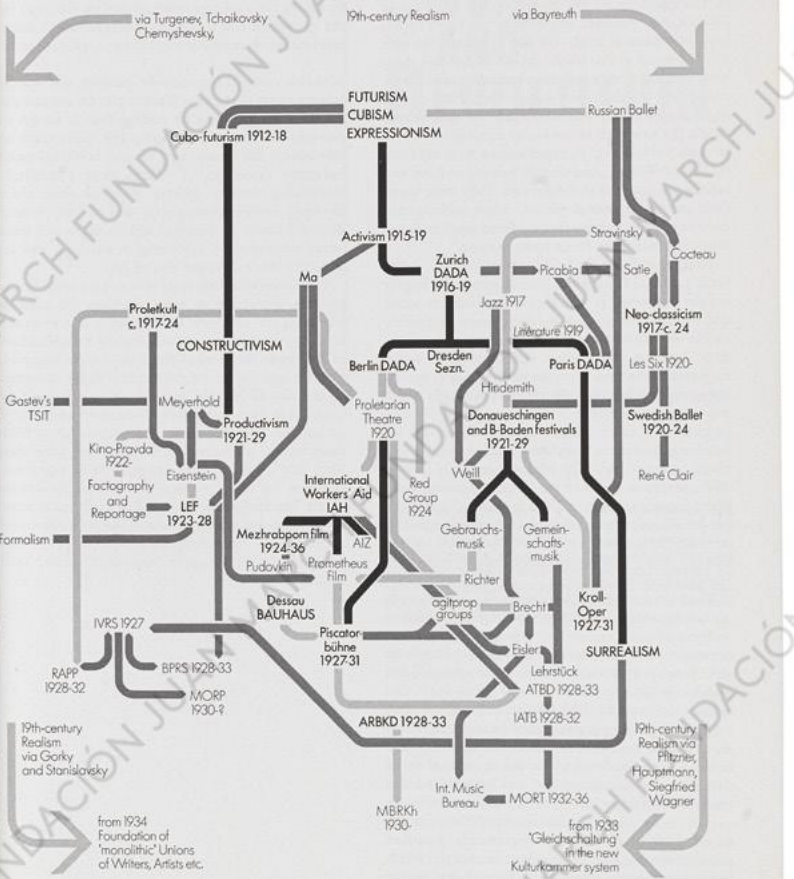 via Turgenev, Tchaikovsky
Chernyshevsky,
19th-century Realism
via Bayreuth
FUTURISM
CUBISM
EXPRESSIONISM
Russian Ballet
Cubo-futurism 1912-18
Activism 1915-19
Stravinsky
Cocteau
Zurich
DADA
1916-19
Picabia
Satie
Ma
Jazz 1917
Proletkult
c. 1917-24
Neo-classicism
1917-c. 24
Littérature 1919
CONSTRUCTIVISM
Dresden
Sezn.
Berlin DADA
Paris DADA
Les Six 1920-
Hindemith
Gastev's
TSIT
Meyerhold
Proletarian
Theatre
1920
Donaueschingen
and B-Baden festivals
1921-29
Swedish Ballet
1920-24
Productivism
1921-29
Kino-Pravda
1922-
Eisenstein
Weill
René Clair
Factography
and
Reportage
International
Workers' Aid
IAH
Red
Group
1924
LEF
1923-28
Formalism
Mezhrabpom film
1924-36
AIZ
Gebrauchs-
musik
Gemein-
schafts-
musik
Pudovkin
Prometheus
Film
Richter
Dessau
BAUHAUS
agitprop
groups
Brecht
Kroll-
Oper
1927-31
IVRS 1927
Piscator-
bühne
1927-31
Eisler
SURREALISM
RAPP
1928-32
BPRS 1928-33
Lehrstück
MORP
1930-?
ATBD 1928-33
ARBKD 1928-33
IATB 1928-32
19th-century
Realism
via Gorky
and Stanislavsky
19th-century
Realism via
Pfitzner,
Hauptmann,
Siegfried
Wagner
Int. Music
Bureau
MORT 1932-36
MBRKh
1930-
from 1934
Foundation of
'monolithic' Unions
of Writers, Artists etc.
from 1933
'Gleichschaltung'
in the new
Kulturkammer system
FUNDACIÓN JUAN MARCH